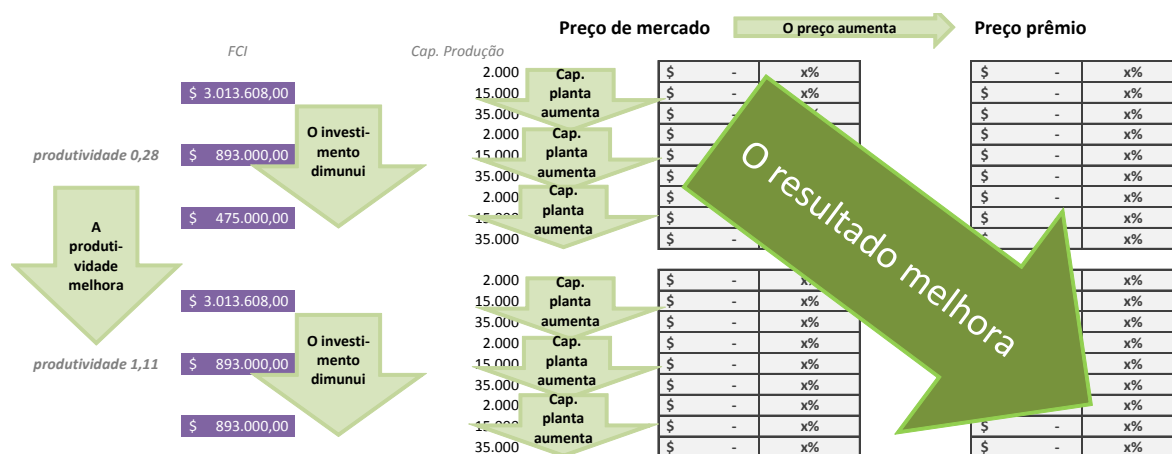 Preço de mercado O preço aumenta Preço prêmio
FCI Cap. Produção
2.000 $ - x% $ - x%
$ 3.013.608,00 15.000 $ - x% $ - x%
35.000 $ - x% $ - x%
Cap.
planta
aumenta
O investi-
mento
dimunui
2.000 $ x% $ - x%
produtividade 0,28 $ 893.000,00 15.000 $ x% $ - x%
35.000 $ x% $ - x%
Cap.
planta
aumenta
2.000 $ x% $ - x%
$ 475.000,00 15.000 $ - x% $ x%
35.000 $ - x% $ x%
Cap.
planta
aumenta
A
produti-
vidade
melhora
O resultado melhora
2.000 $ - $ x%
$ 3.013.608,00 15.000 $ - x% x%
35.000 $ - x% x%
Cap.
planta
aumenta
O investi-
mento
dimunui
2.000 $ - x% x%
produtividade 1,11 $ 893.000,00 15.000 $ - x% x%
35.000 $ - x% x%
Cap.
planta
aumenta
2.000 $ - x% x%
$ 893.000,00 15.000 $ - x% $ - x%
35.000 $ - x% $ - x%
Cap.
planta
aumenta